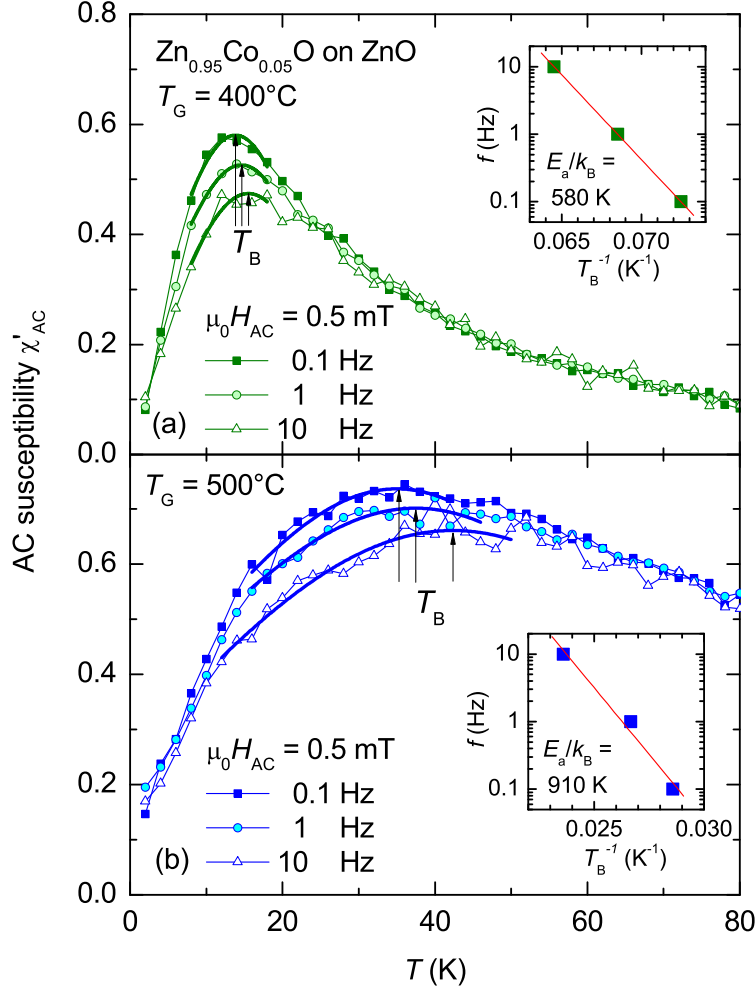 0.8
Zn0.95Co0.05O on ZnO
TG = 400°C
0.6
0.4
0.2
0.0
TB
μ0HAC = 0.5 mT
0.1 Hz
1 Hz
10 Hz
(a)
10
1
0.1
f (Hz)
Ea/kB =
580 K
0.065 0.070
TB-1 (K-1)
AC susceptibility χ'AC
TG = 500°C
0.6
0.4
0.2
0.0
TB
μ0HAC = 0.5 mT
0.1 Hz
1 Hz
10 Hz
(b)
10
1
0.1
f (Hz)
Ea/kB =
910 K
0.025 0.030
TB-1 (K-1)
0 20 40 60 80
T (K)